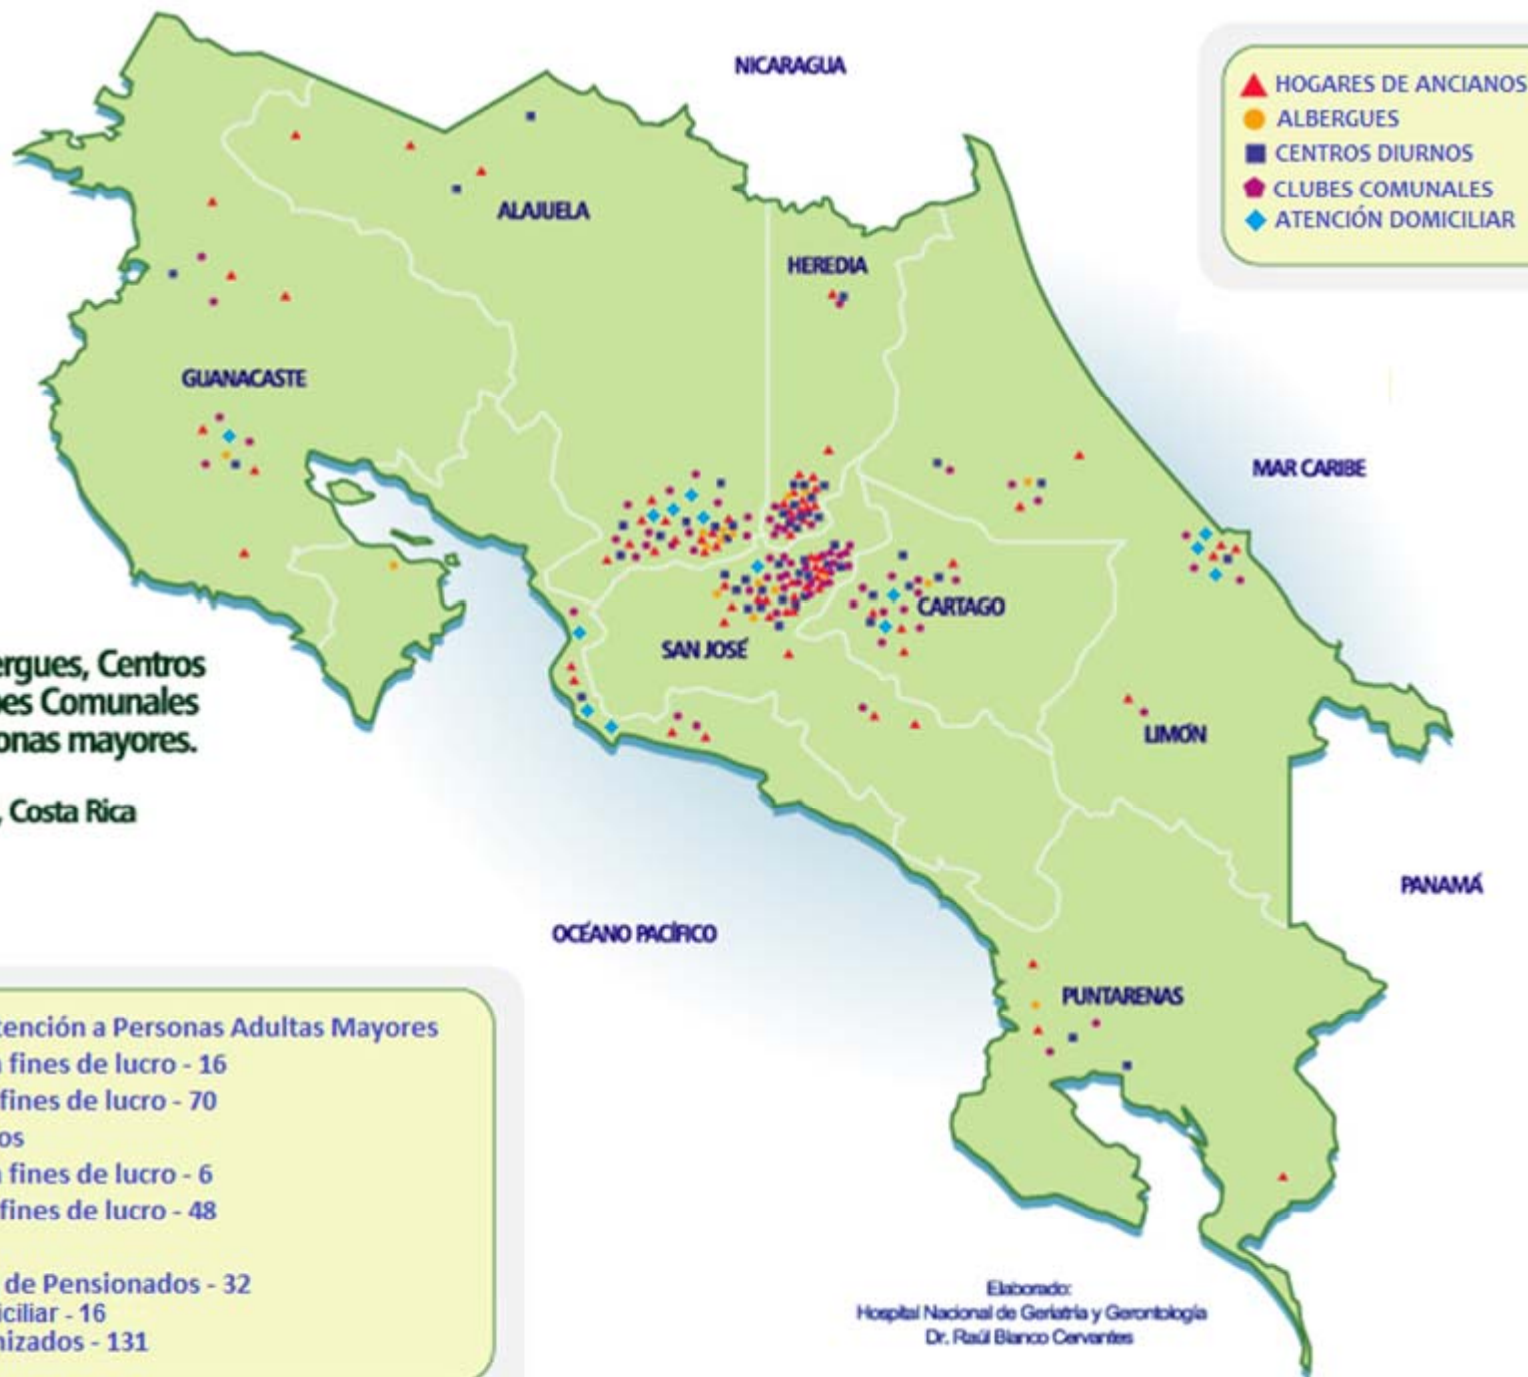 NICARAGUA
HOGARES DE ANCIANOS
ALBERGUES
CENTROS DIURNOS
CLUBES COMUNALES
ATENCIÓN DOMICILIAR
ALAJUELA
HEREDIA
GUANACASTE
MAR CARIBE
CARTAGO
SAN JOSÉ
ergues, Centros
es Comunales
onas mayores.
LIMÓN
, Costa Rica
PANAMÁ
OCÉANO PACÍFICO
PUNTARENAS
tención a Personas Adultas Mayores
fines de lucro - 16
fines de lucro - 70
os
fines de lucro - 6
fines de lucro - 48
de Pensionados - 32
iciliar - 16
nizados - 131
Elaborado:
Hospital Nacional de Geriatría y Gerontología
Dr. Raúl Blanco Cervantes